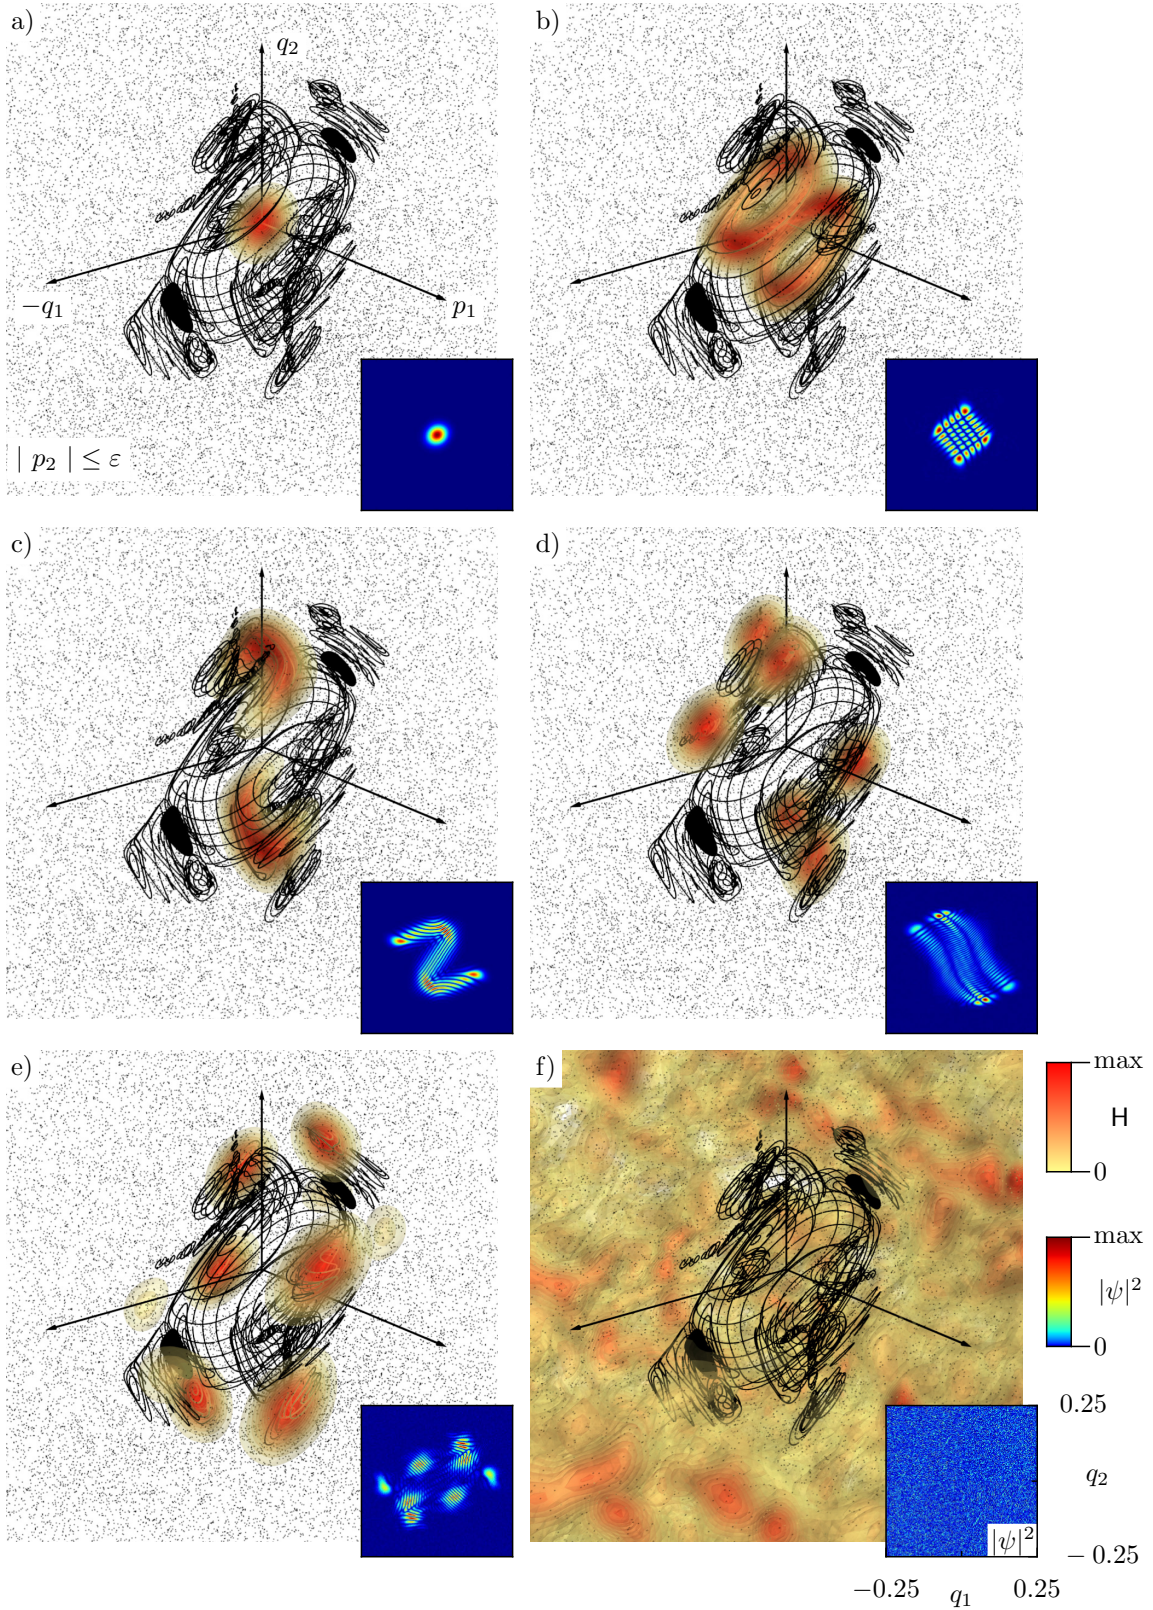 a)
q₂
−q₁
p₁
| p₂ | ≤ ε
b)
c)
d)
e)
f)
max
H
0
max
|ψ|²
0
0.25
q₂
|ψ|²
− 0.25
−0.25
q₁
0.25